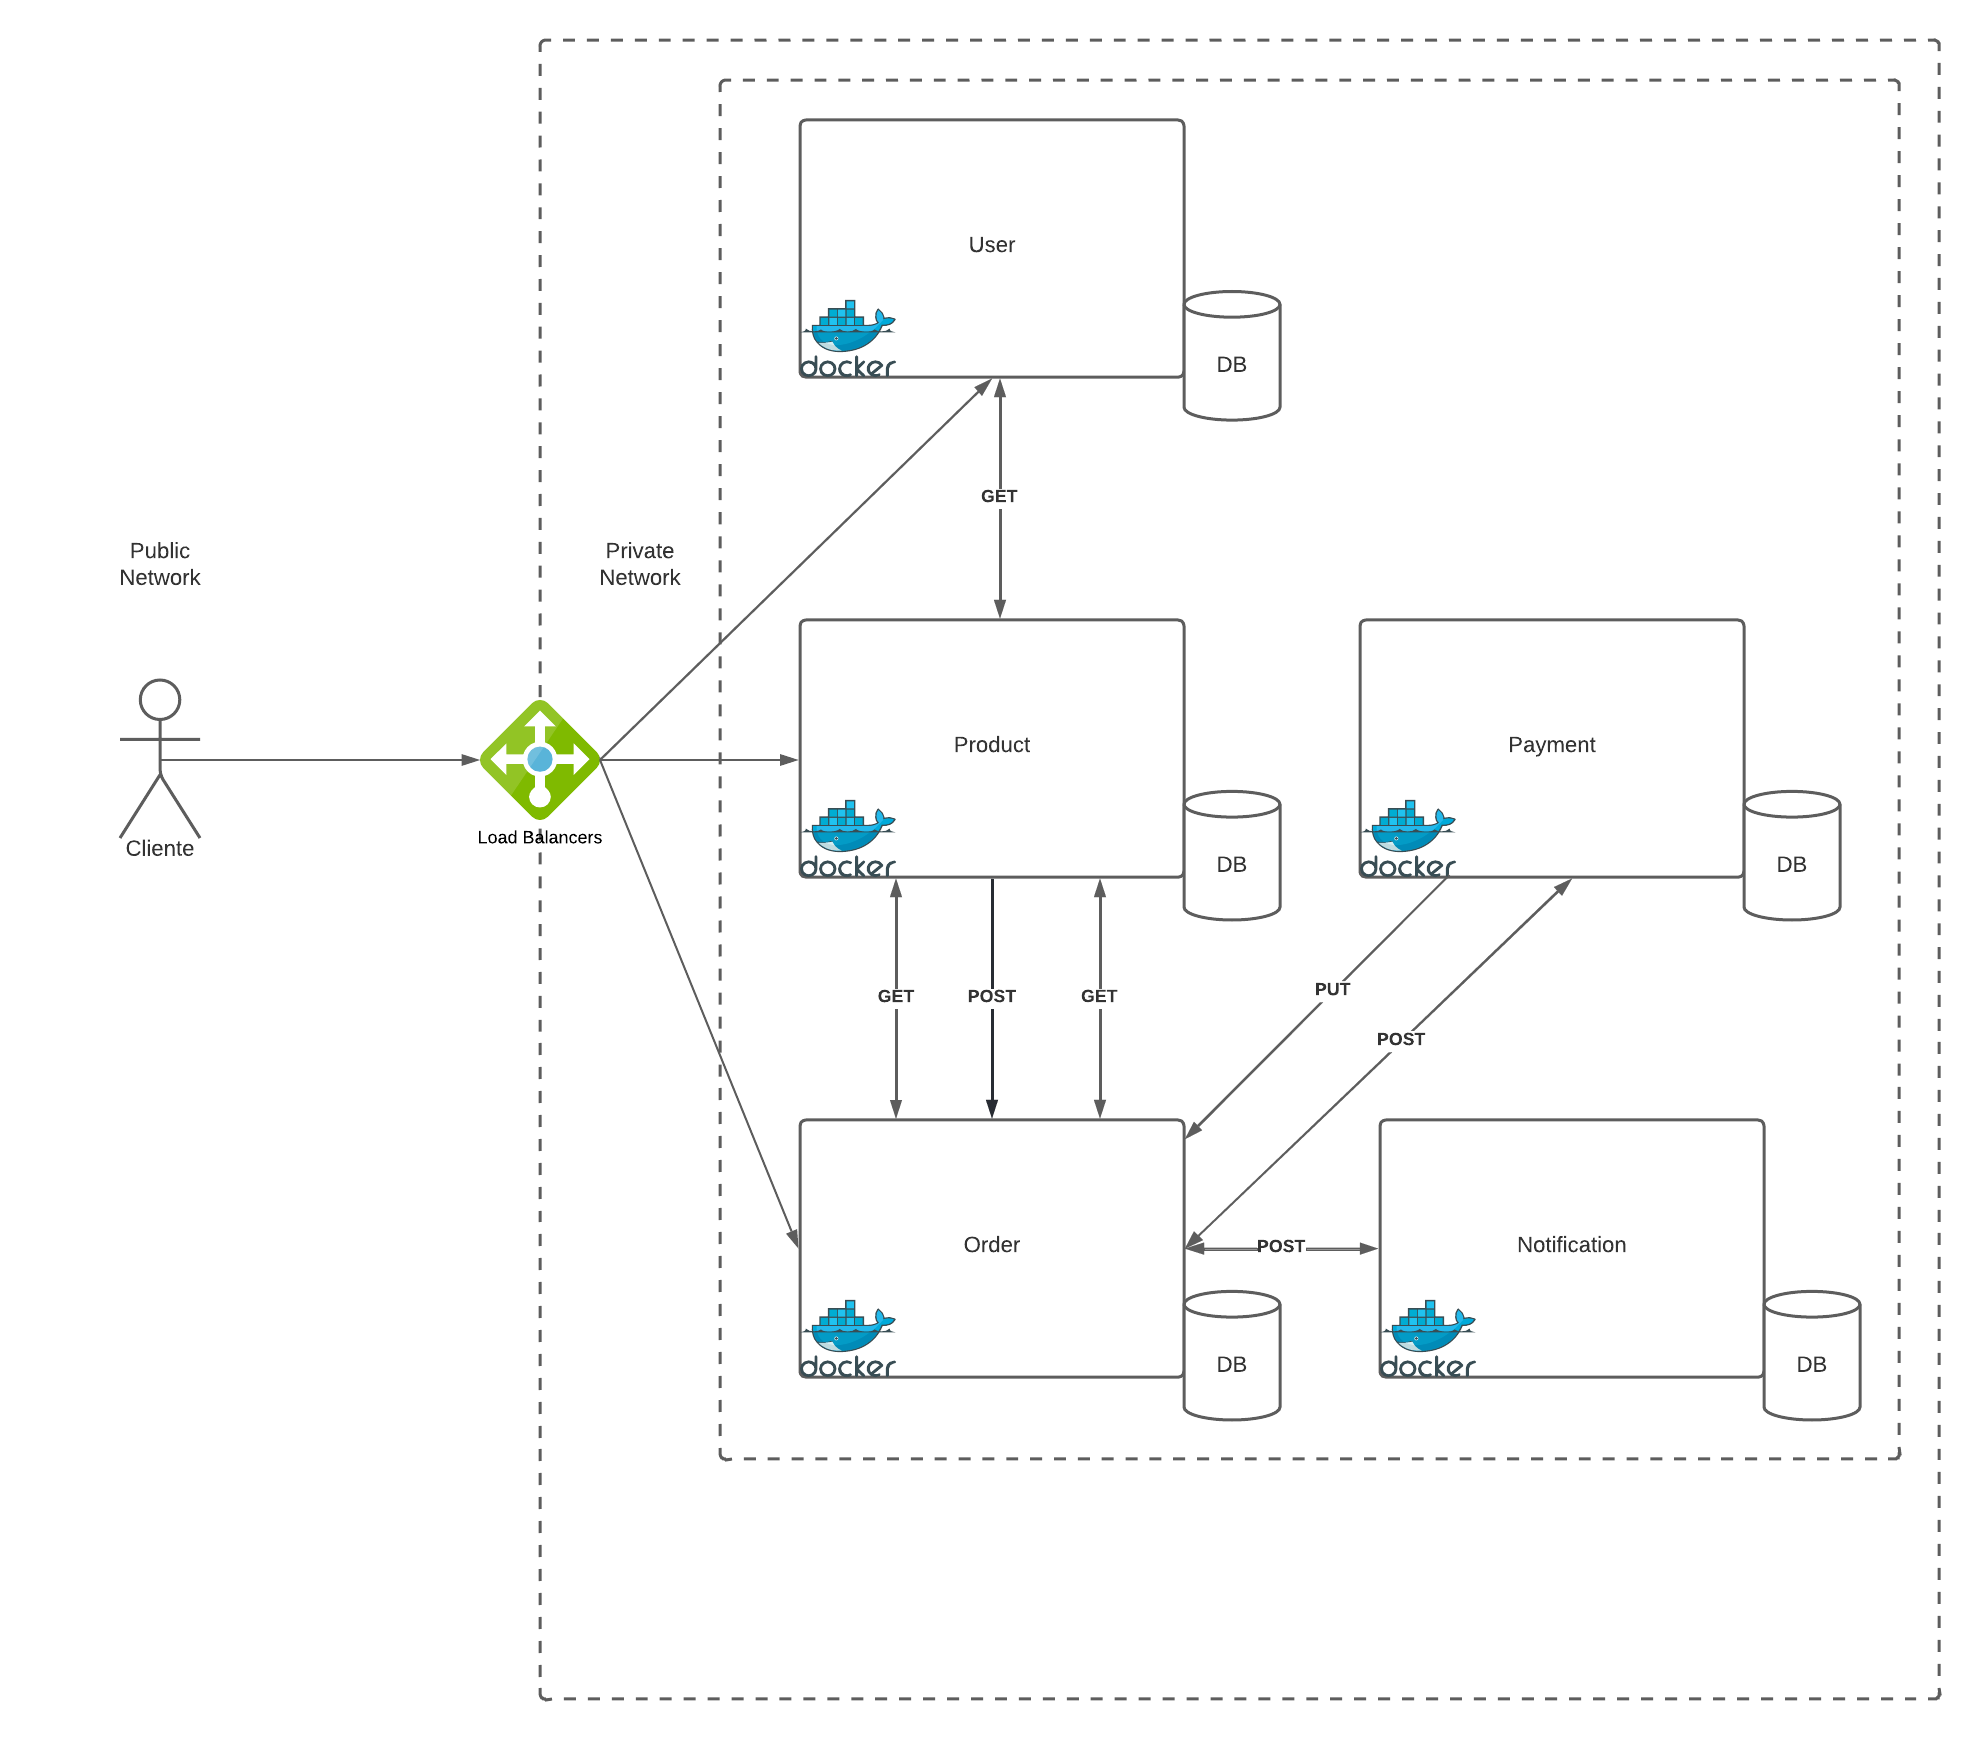 User
docker
DB
GET
Public
Network
Private
Network
Product
docker
DB
Payment
docker
DB
Load Balancers
Cliente
GET
POST
GET
PUT
POST
Order
docker
DB
POST
Notification
docker
DB